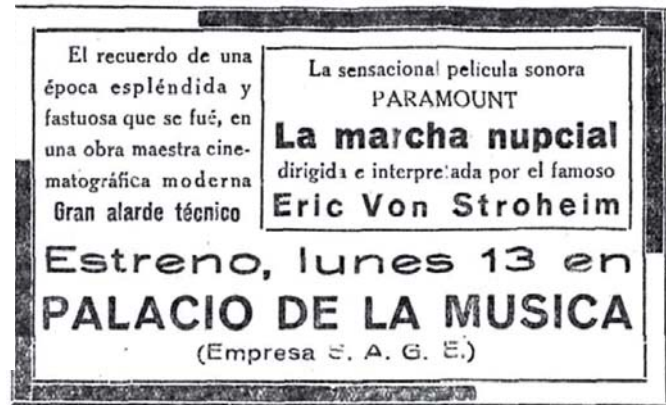 El recuerdo de una
época espléndida y
fastuosa que se fué, en
una obra maestra cine-
matográfica moderna
Gran alarde técnico
La sensacional película sonora
PARAMOUNT
La marcha nupcial
dirigida e interpretada por el famoso
Eric Von Stroheim
Estreno, lunes 13 en
PALACIO DE LA MUSICA
(Empresa S. A. G. E.)